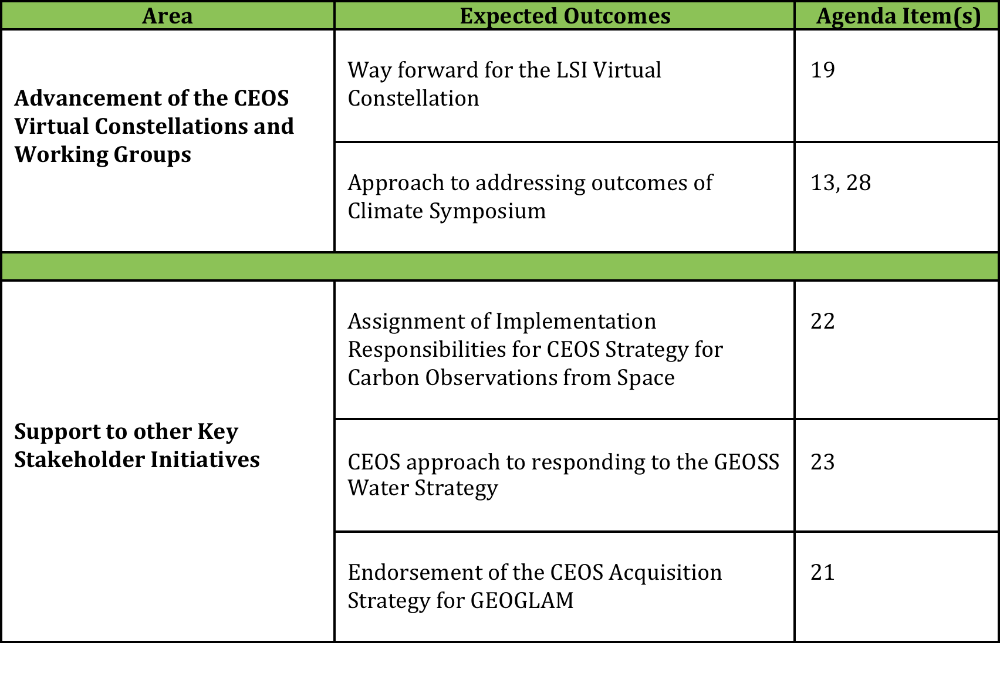 Area Expected Outcomes Agenda Item(s)
Advancement of the CEOS
Virtual Constellations and
Working Groups
Way forward for the LSI Virtual
Constellation
19
Approach to addressing outcomes of
Climate Symposium
13, 28
Support to other Key
Stakeholder Initiatives
Assignment of Implementation
Responsibilities for CEOS Strategy for
Carbon Observations from Space
22
CEOS approach to responding to the GEOSS
Water Strategy
23
Endorsement of the CEOS Acquisition
Strategy for GEOGLAM
21